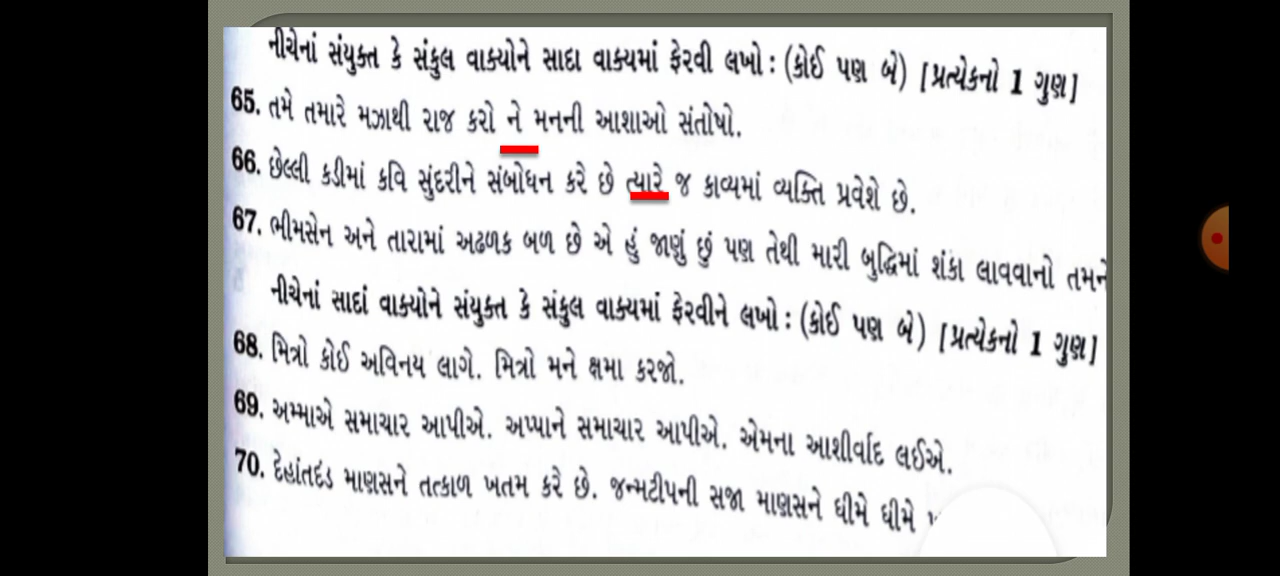 નીચેનાં સંયુક્ત કે સંકુલ વાક્યોને સાદા વાક્યમાં ફેરવી લખો : (કોઈ પણ બે) [પ્રત્યેકનો 1 ગુણ]
65. તમે તમારે મઝાથી રાજ કરો ને મનની આશાઓ સંતોષો.
66. છેલ્લી કડીમાં કવિ સુંદરીને સંબોધન કરે છે ત્યારે જ કાવ્યમાં વ્યક્તિ પ્રવેશે છે.
67. ભીમસેન અને તારામાં અઢળક બળ છે એ હું જાણું છું પણ તેથી મારી બુદ્ધિમાં શંકા લાવવાનો તમને
નીચેનાં સાદાં વાક્યોને સંયુક્ત કે સંકુલ વાક્યમાં ફેરવીને લખો : (કોઈ પણ બે) [પ્રત્યેકનો 1 ગુણ]
68. મિત્રો કોઈ અવિનય લાગે. મિત્રો મને ક્ષમા કરજો.
69. અમ્માએ સમાચાર આપીએ. અપ્પાને સમાચાર આપીએ. એમના આશીર્વાદ લઈએ.
70. દેહાંતદંડ માણસને તત્કાળ ખતમ કરે છે. જન્મટીપની સજા માણસને ધીમે ધીમે